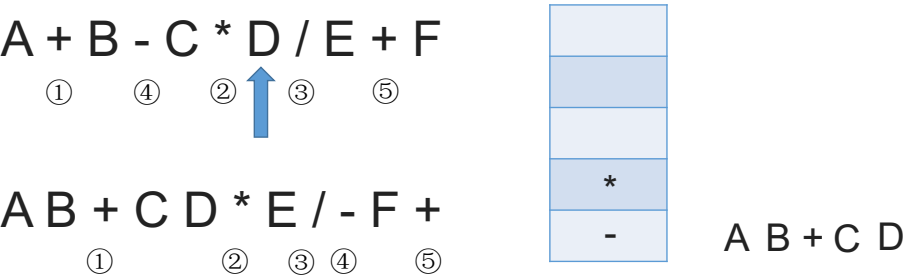 A + B - C * D / E + F
① ④ ② ③ ⑤
A B + C D * E / - F +
① ② ③ ④ ⑤
*
-
A B + C D